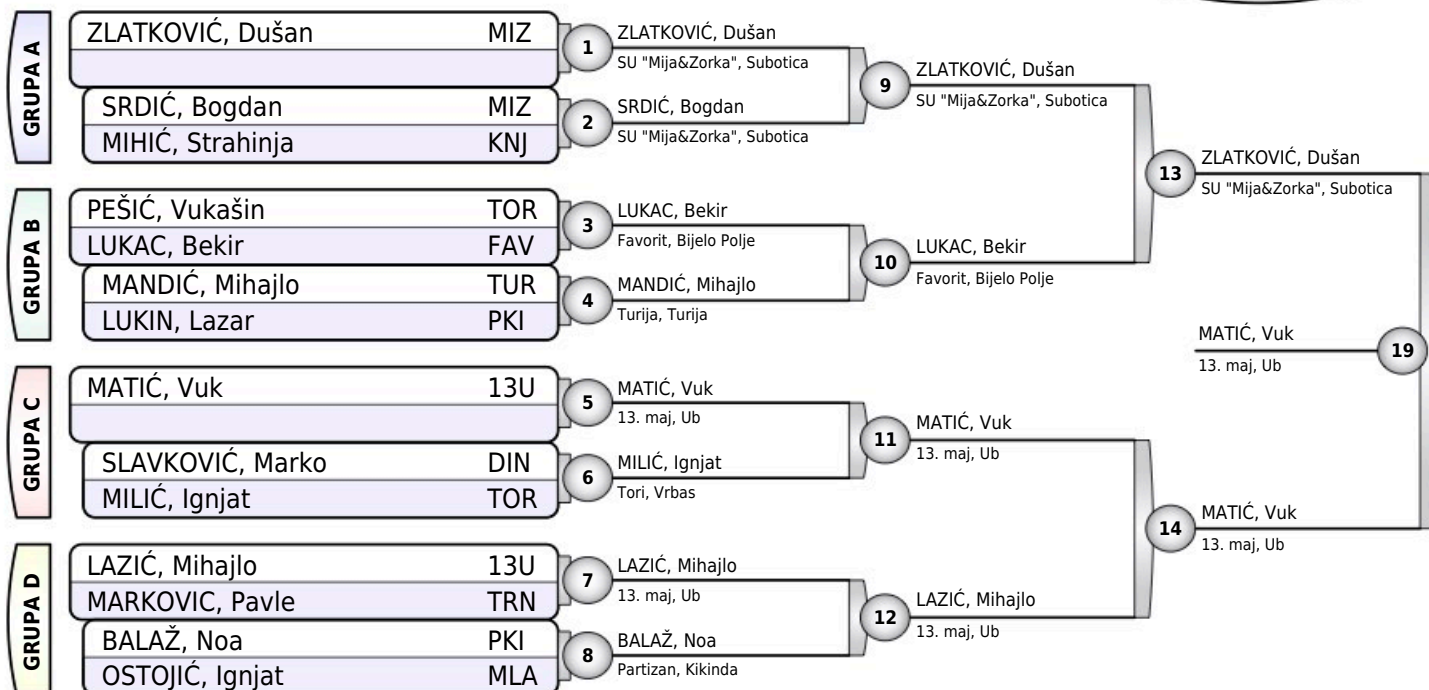 GRUPA A
ZLATKOVIĆ, Dušan MIZ
SRDIĆ, Bogdan MIZ
MIHIĆ, Strahinja KNJ
GRUPA B
PEŠIĆ, Vukašin TOR
LUKAC, Bekir FAV
MANDIĆ, Mihajlo TUR
LUKIN, Lazar PKI
GRUPA C
MATIĆ, Vuk 13U
SLAVKOVIĆ, Marko DIN
MILIĆ, Ignjat TOR
GRUPA D
LAZIĆ, Mihajlo 13U
MARKOVIC, Pavle TRN
BALAŽ, Noa PKI
OSTOJIĆ, Ignjat MLA
1 ZLATKOVIĆ, Dušan
SU "Mija&Zorka", Subotica
2 SRDIĆ, Bogdan
SU "Mija&Zorka", Subotica
3 LUKAC, Bekir
Favorit, Bijelo Polje
4 MANDIĆ, Mihajlo
Turija, Turija
5 MATIĆ, Vuk
13. maj, Ub
6 MILIĆ, Ignjat
Tori, Vrbas
7 LAZIĆ, Mihajlo
13. maj, Ub
8 BALAŽ, Noa
Partizan, Kikinda
9 ZLATKOVIĆ, Dušan
SU "Mija&Zorka", Subotica
10 LUKAC, Bekir
Favorit, Bijelo Polje
11 MATIĆ, Vuk
13. maj, Ub
12 LAZIĆ, Mihajlo
13. maj, Ub
13 ZLATKOVIĆ, Dušan
SU "Mija&Zorka", Subotica
14 MATIĆ, Vuk
13. maj, Ub
MATIĆ, Vuk 19
13. maj, Ub